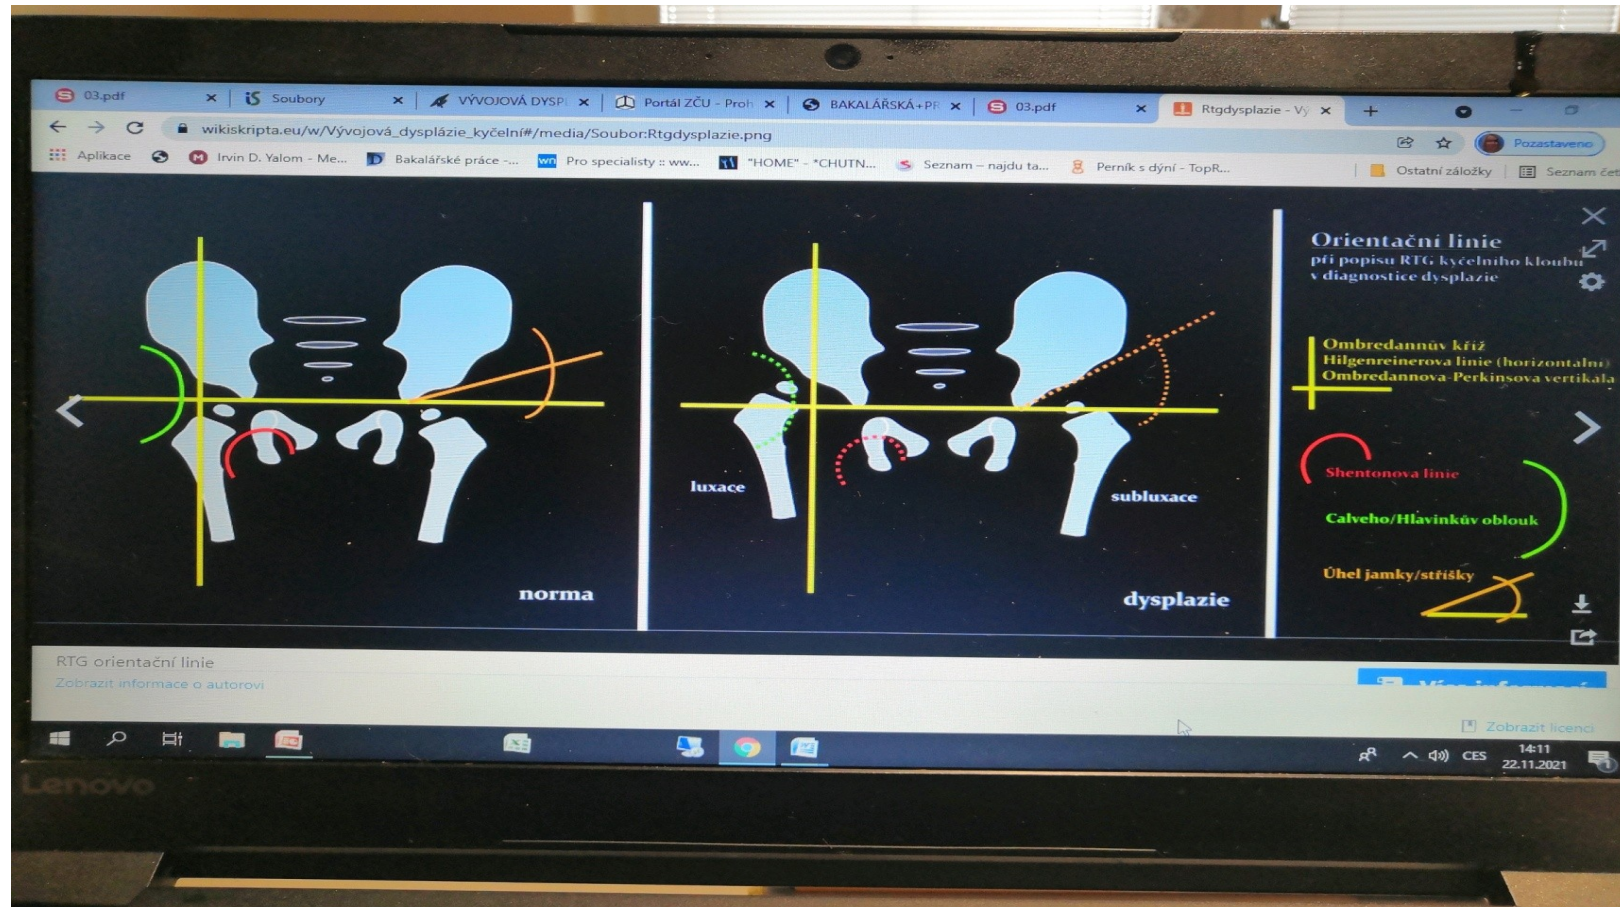 03.pdf
Soubory
VÝVOJOVÁ DYSP
Portál ZČU - Proh
BAKALÁŘSKÁ+PR
03.pdf
Rtgdysplazie - Vý
wikiskripta.eu/w/Vývojová_dysplázie_kyčelní#/media/Soubor:Rtgdysplazie.png
Pozastaveno
Aplikace
Irvin D. Yalom - Me...
Bakalářské práce -...
Pro specialisty :: ww...
"HOME" - *CHUTN...
Seznam – najdu ta...
Perník s dýní - TopR...
Ostatní záložky
Seznam čet
luxace
subluxace
norma
dysplazie
Orientační linie
při popisu RTG kyčelního kloubu
v diagnostice dysplazie
Ombredannův kříž
Hilgenreinerova linie (horizontální)
Ombredannova-Perkinsova vertikála
Shentonova linie
Calveho/Hlavinkův oblouk
Úhel jamky/stříšky
RTG orientační linie
Zobrazit informace o autorovi
Zobrazit licenci
CES
14:11
22.11.2021
Lenovo